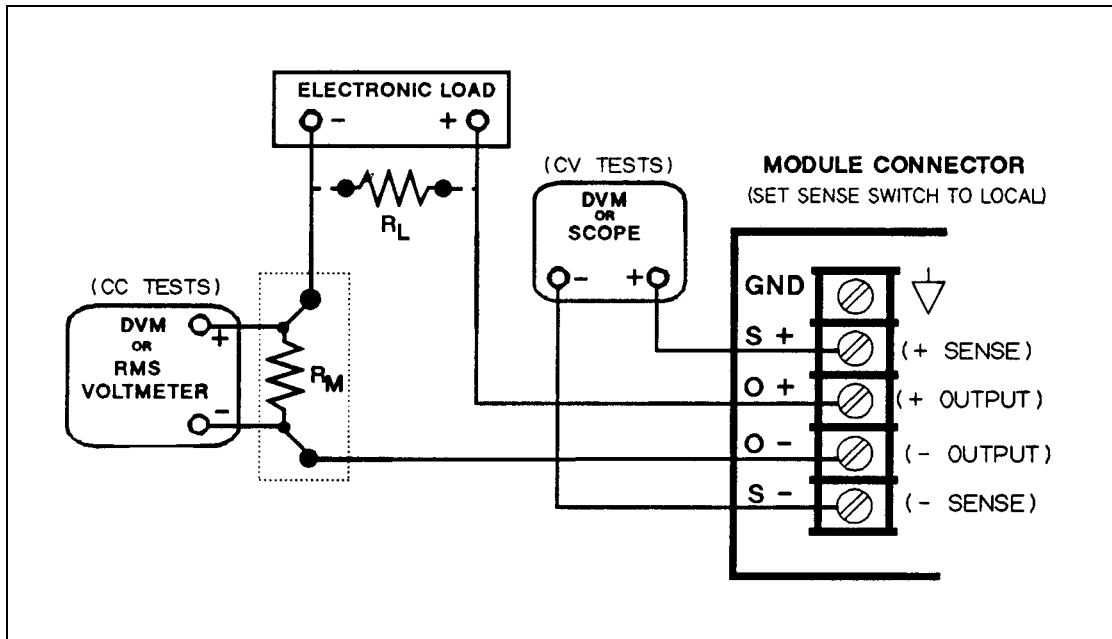 ELECTRONIC LOAD
- +
R_L
(CC TESTS)
DVM
OR
RMS
VOLTMETER
+
-
R_M
(CV TESTS)
DVM
OR
SCOPE
- +
MODULE CONNECTOR
(SET SENSE SWITCH TO LOCAL)
GND
S + (+ SENSE)
O + (+ OUTPUT)
O - (- OUTPUT)
S - (- SENSE)